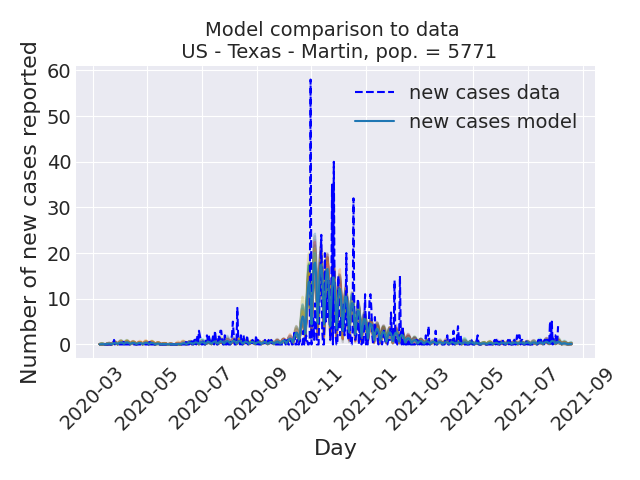 Model comparison to data
US - Texas - Martin, pop. = 5771
Number of new cases reported
60
50
40
30
20
10
0
new cases data
new cases model
2020-03
2020-05
2020-07
2020-09
2020-11
2021-01
2021-03
2021-05
2021-07
2021-09
Day